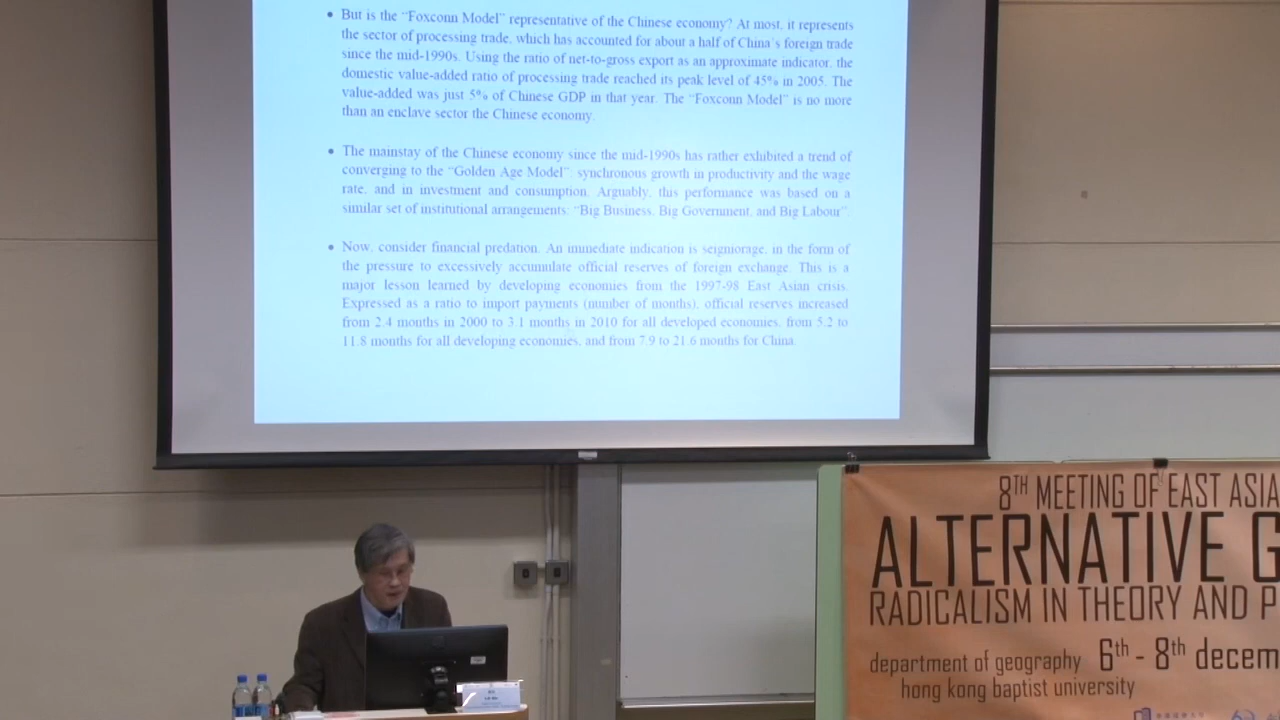 • But is the “Foxconn Model” representative of the Chinese economy? At most, it represents
the sector of processing trade, which has accounted for about a half of China's foreign trade
since the mid-1990s. Using the ratio of net-to-gross export as an approximate indicator, the
domestic value-added ratio of processing trade reached its peak level of 45% in 2005. The
value-added was just 5% of Chinese GDP in that year. The “Foxconn Model” is no more
than an enclave sector the Chinese economy.
• The mainstay of the Chinese economy since the mid-1990s has rather exhibited a trend of
converging to the “Golden Age Model”: synchronous growth in productivity and the wage
rate, and in investment and consumption. Arguably, this performance was based on a
similar set of institutional arrangements: “Big Business, Big Government, and Big Labour”.
• Now, consider financial predation. An immediate indication is seigniorage, in the form of
the pressure to excessively accumulate official reserves of foreign exchange. This is a
major lesson learned by developing economies from the 1997-98 East Asian crisis.
Expressed as a ratio to import payments (number of months), official reserves increased
from 2.4 months in 2000 to 3.1 months in 2010 for all developed economies, from 5.2 to
11.8 months for all developing economies, and from 7.9 to 21.6 months for China.
8TH MEETING OF EAST ASIA
ALTERNATIVE G
RADICALISM IN THEORY AND P
department of geography 6th - 8th decem
hong kong baptist university